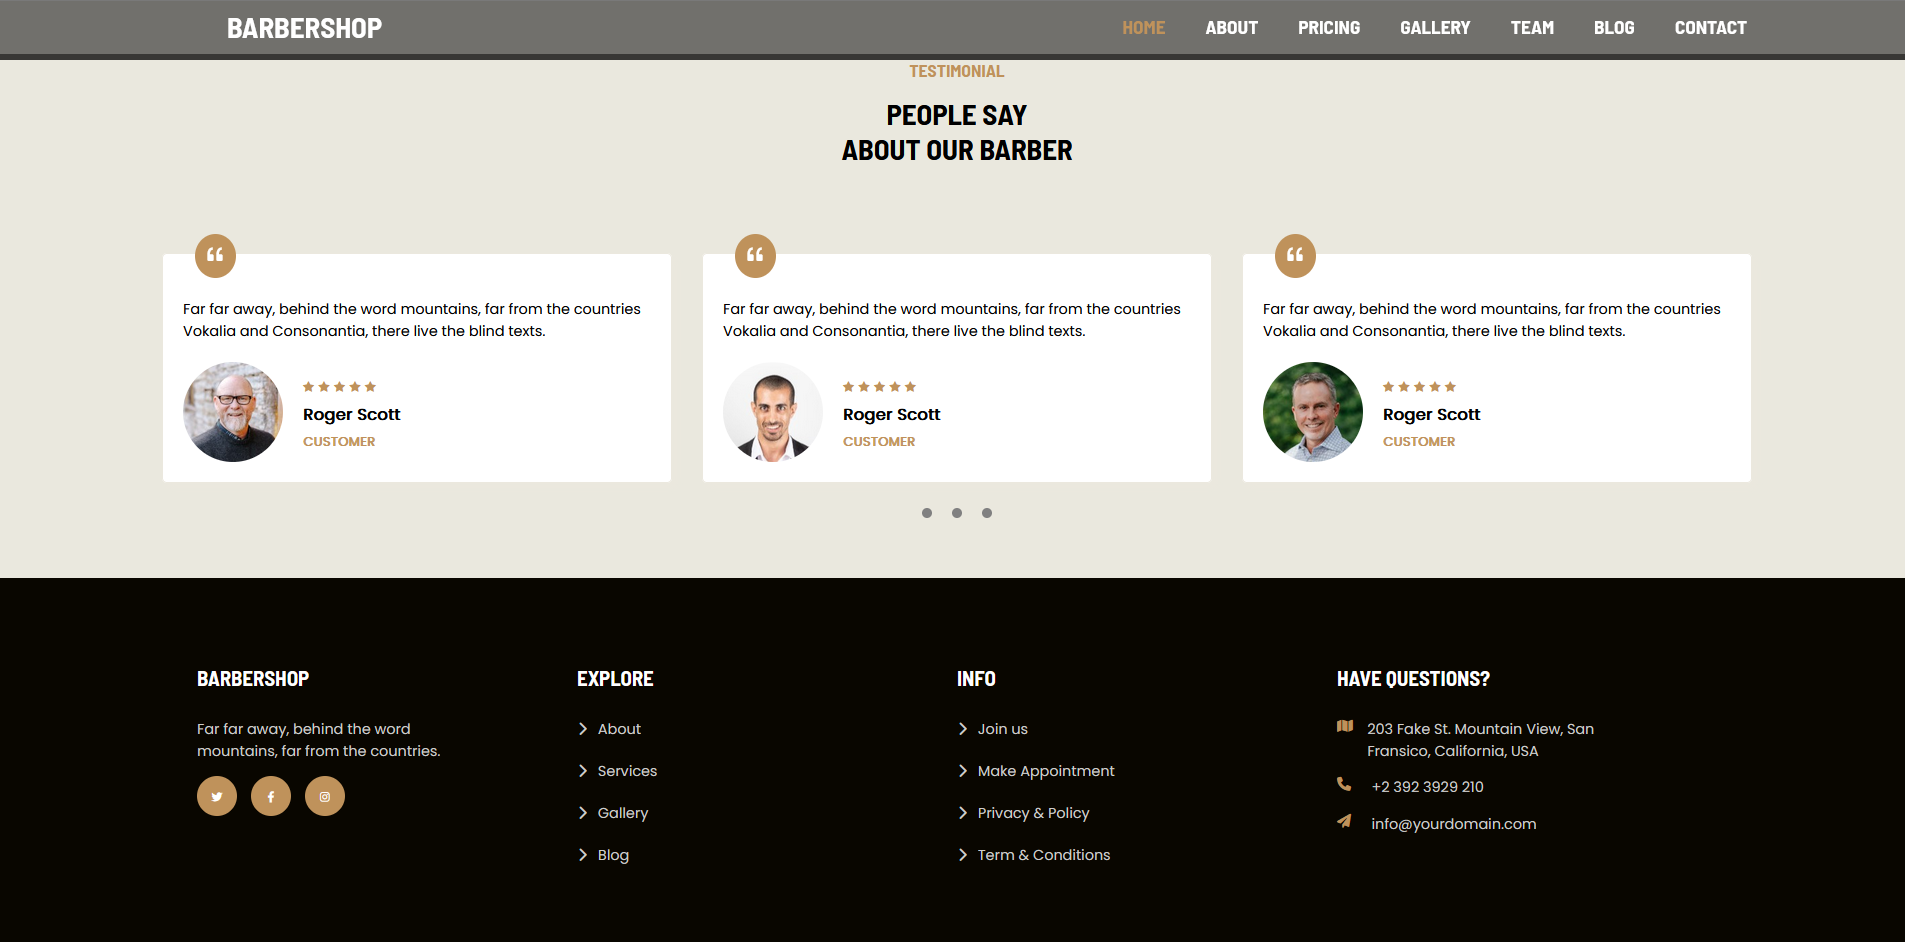 BARBERSHOP
HOME ABOUT PRICING GALLERY TEAM BLOG CONTACT
TESTIMONIAL
PEOPLE SAY
ABOUT OUR BARBER
Far far away, behind the word mountains, far from the countries
Vokalia and Consonantia, there live the blind texts.
Roger Scott
CUSTOMER
Far far away, behind the word mountains, far from the countries
Vokalia and Consonantia, there live the blind texts.
Roger Scott
CUSTOMER
Far far away, behind the word mountains, far from the countries
Vokalia and Consonantia, there live the blind texts.
Roger Scott
CUSTOMER
BARBERSHOP
Far far away, behind the word
mountains, far from the countries.
EXPLORE
About
Services
Gallery
Blog
INFO
Join us
Make Appointment
Privacy & Policy
Term & Conditions
HAVE QUESTIONS?
203 Fake St. Mountain View, San
Fransico, California, USA
+2 392 3929 210
info@yourdomain.com